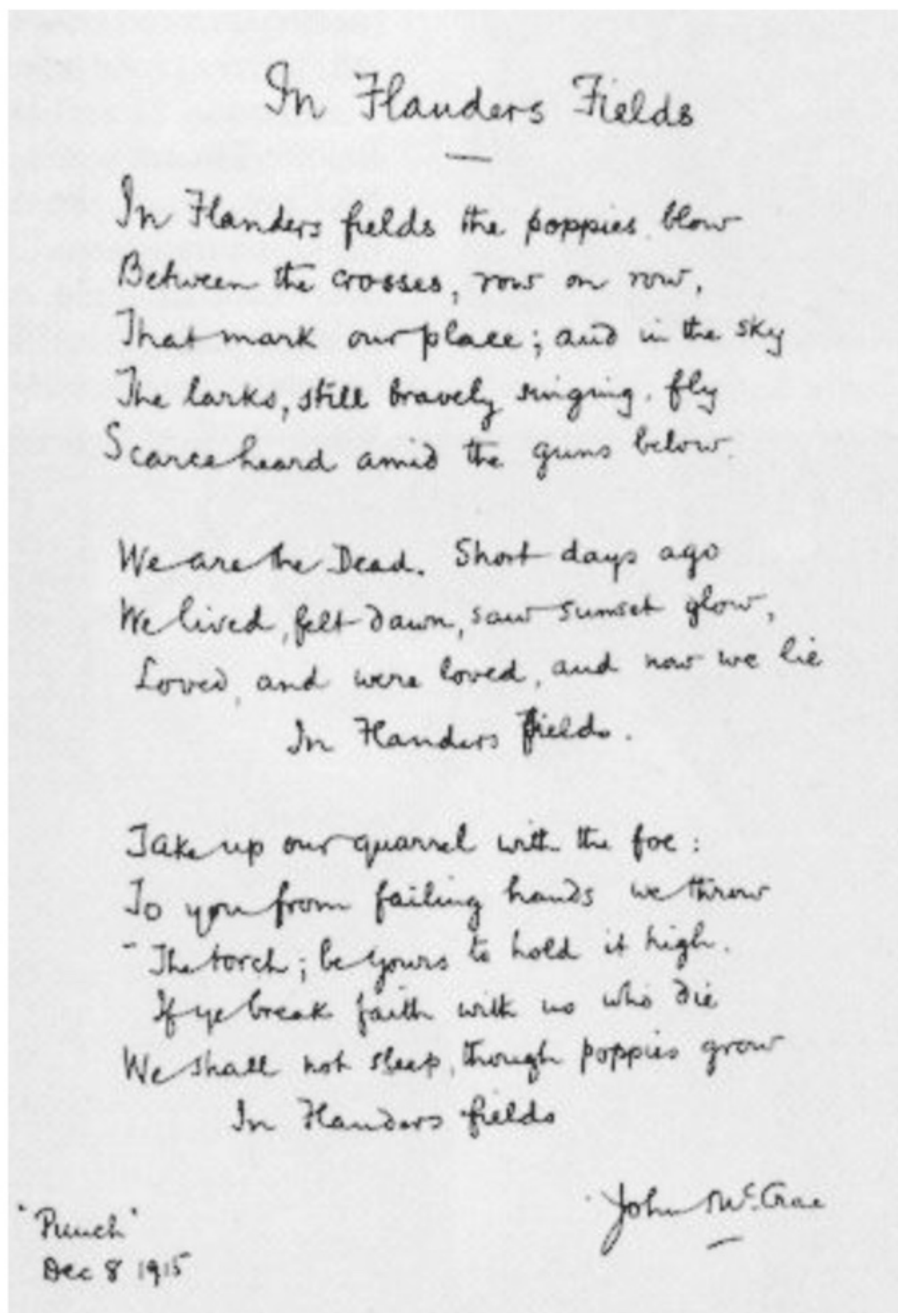 In Flanders Fields
In Flanders fields the poppies blow
Between the crosses, row on row,
That mark our place; and in the sky
The larks, still bravely singing, fly
Scarce heard amid the guns below.
We are the Dead. Short days ago
We lived, felt dawn, saw sunset glow,
Loved, and were loved, and now we lie
In Flanders fields.
Take up our quarrel with the foe:
To you from failing hands we throw
The torch; be yours to hold it high.
If ye break faith with us who die
We shall not sleep, though poppies grow
In Flanders fields
John McCrae
"Punch"
Dec 8 1915